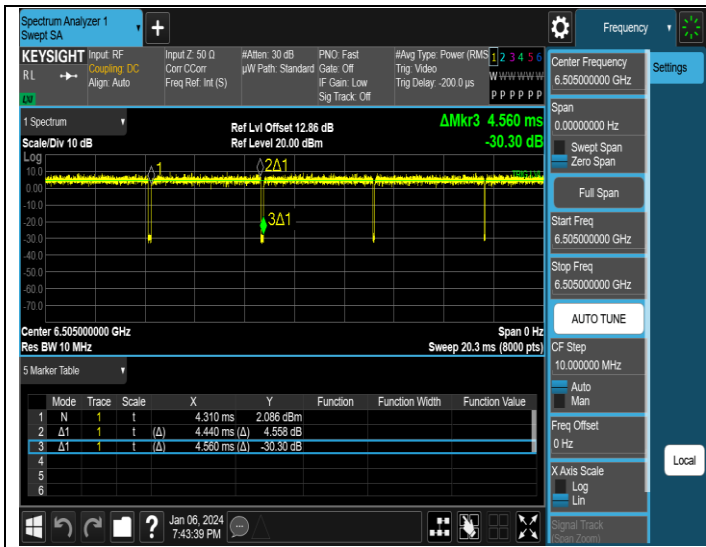 Spectrum Analyzer 1
Swept SA
Frequency
KEYSIGHT
RL
Input: RF
Coupling: DC
Align: Auto
Input Z: 50 Ω
Corr CCorr
Freq Ref: Int (S)
#Atten: 30 dB
µW Path: Standard
PNO: Fast
Gate: Off
IF Gain: Low
Sig Track: Off
#Avg Type: Power (RMS
Trig: Video
Trig Delay: -200.0 µs
1 2 3 4 5 6
W W W W W W
P P P P P P
1 Spectrum
Scale/Div 10 dB
Ref Lvl Offset 12.86 dB
Ref Level 20.00 dBm
ΔMkr3 4.560 ms
-30.30 dB
Log
10.0
0.00
-10.0
-20.0
-30.0
-40.0
-50.0
-60.0
-70.0
1
2Δ1
3Δ1
Center 6.505000000 GHz
Res BW 10 MHz
Span 0 Hz
Sweep 20.3 ms (8000 pts)
5 Marker Table
Mode Trace Scale X Y Function Function Width Function Value
1 N 1 t 4.310 ms 2.086 dBm
2 Δ1 1 t (Δ) 4.440 ms (Δ) 4.558 dB
3 Δ1 1 t (Δ) 4.560 ms (Δ) -30.30 dB
4
5
6
Jan 06, 2024
7:43:39 PM
Center Frequency
6.505000000 GHz
Span
0.00000000 Hz
Swept Span
Zero Span
Full Span
Start Freq
6.505000000 GHz
Stop Freq
6.505000000 GHz
AUTO TUNE
CF Step
10.000000 MHz
Auto
Man
Freq Offset
0 Hz
X Axis Scale
Log
Lin
Signal Track
(Span Zoom)
Settings
Local